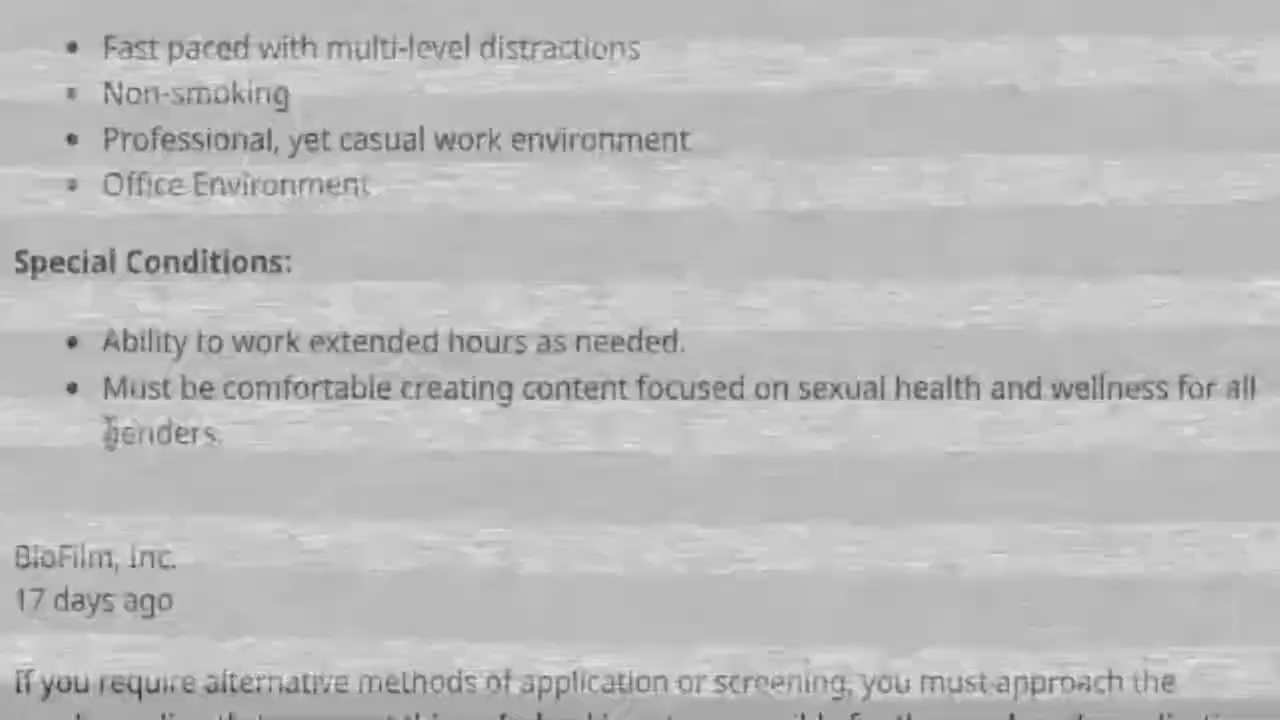 • Fast paced with multi-level distractions
• Non-smoking
• Professional, yet casual work environment
• Office Environment
Special Conditions:
• Ability to work extended hours as needed.
• Must be comfortable creating content focused on sexual health and wellness for all
genders.
BioFilm, Inc.
17 days ago
If you require alternative methods of application or screening, you must approach the